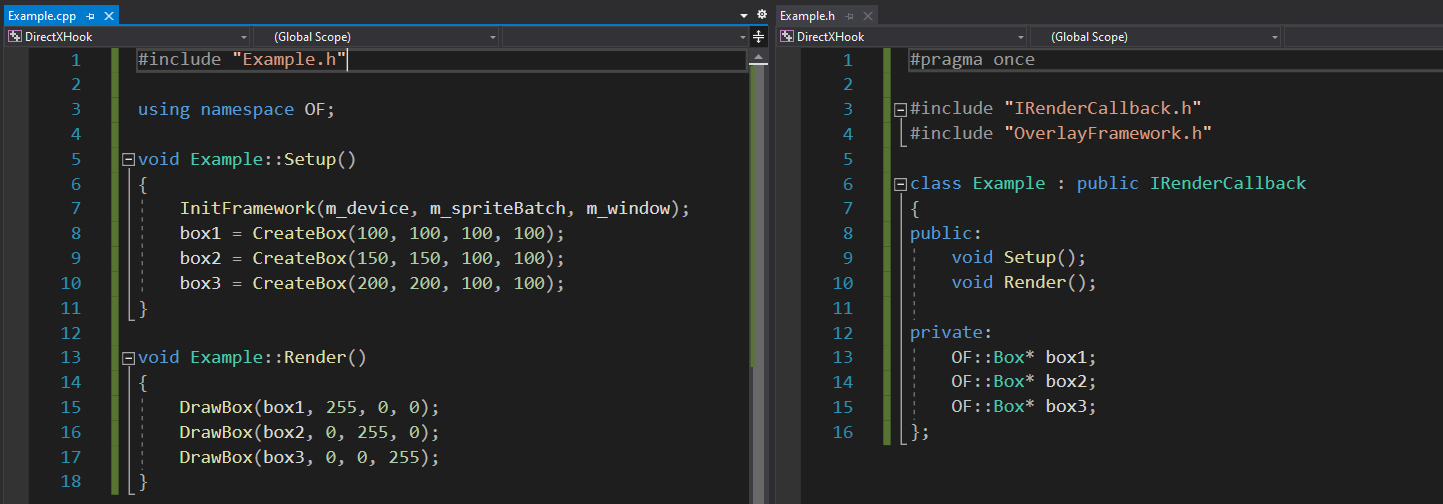 Example.cpp
DirectXHook
(Global Scope)
1 #include "Example.h"
2
3 using namespace OF;
4
5 void Example::Setup()
6 {
7     InitFramework(m_device, m_spriteBatch, m_window);
8     box1 = CreateBox(100, 100, 100, 100);
9     box2 = CreateBox(150, 150, 100, 100);
10     box3 = CreateBox(200, 200, 100, 100);
11 }
12
13 void Example::Render()
14 {
15     DrawBox(box1, 255, 0, 0);
16     DrawBox(box2, 0, 255, 0);
17     DrawBox(box3, 0, 0, 255);
18 }
Example.h
DirectXHook
(Global Scope)
1 #pragma once
2
3 #include "IRenderCallback.h"
4 #include "OverlayFramework.h"
5
6 class Example : public IRenderCallback
7 {
8 public:
9     void Setup();
10     void Render();
11
12 private:
13     OF::Box* box1;
14     OF::Box* box2;
15     OF::Box* box3;
16 };